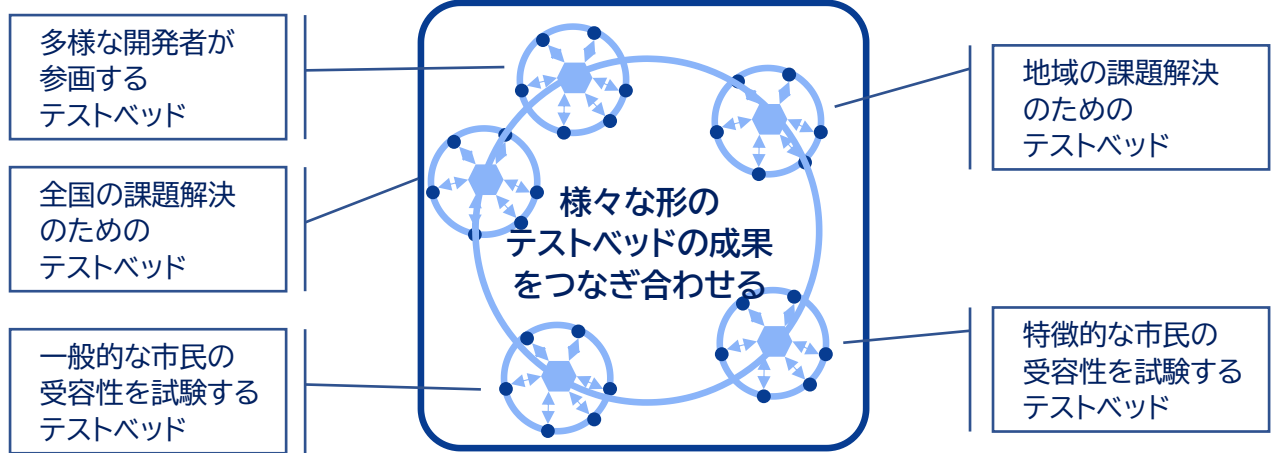 多様な開発者が
参画する
テストベッド
全国の課題解決
のための
テストベッド
一般的な市民の
受容性を試験する
テストベッド
様々な形の
テストベッドの成果
をつなぎ合わせる
地域の課題解決
のための
テストベッド
特徴的な市民の
受容性を試験する
テストベッド